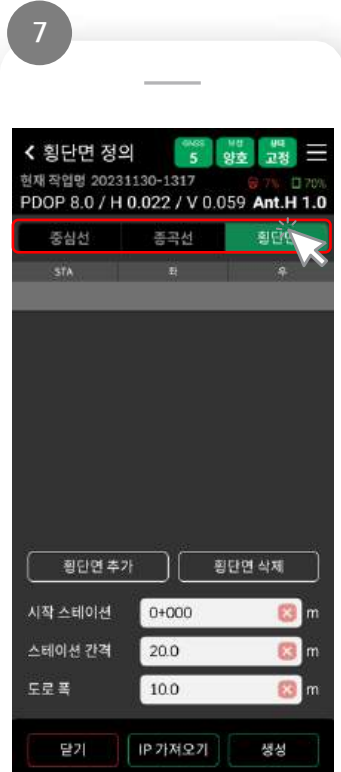 7
횡단면 정의
GNSS
5
보정
양호
상태
고정
현재 작업명 20231130-1317
7%
70%
PDOP 8.0 / H 0.022 / V 0.059 Ant.H 1.0
중심선
종곡선
횡단면
STA
좌
우
횡단면 추가
횡단면 삭제
시작 스테이션
0+000
m
스테이션 간격
20.0
m
도로 폭
10.0
m
닫기
IP 가져오기
생성